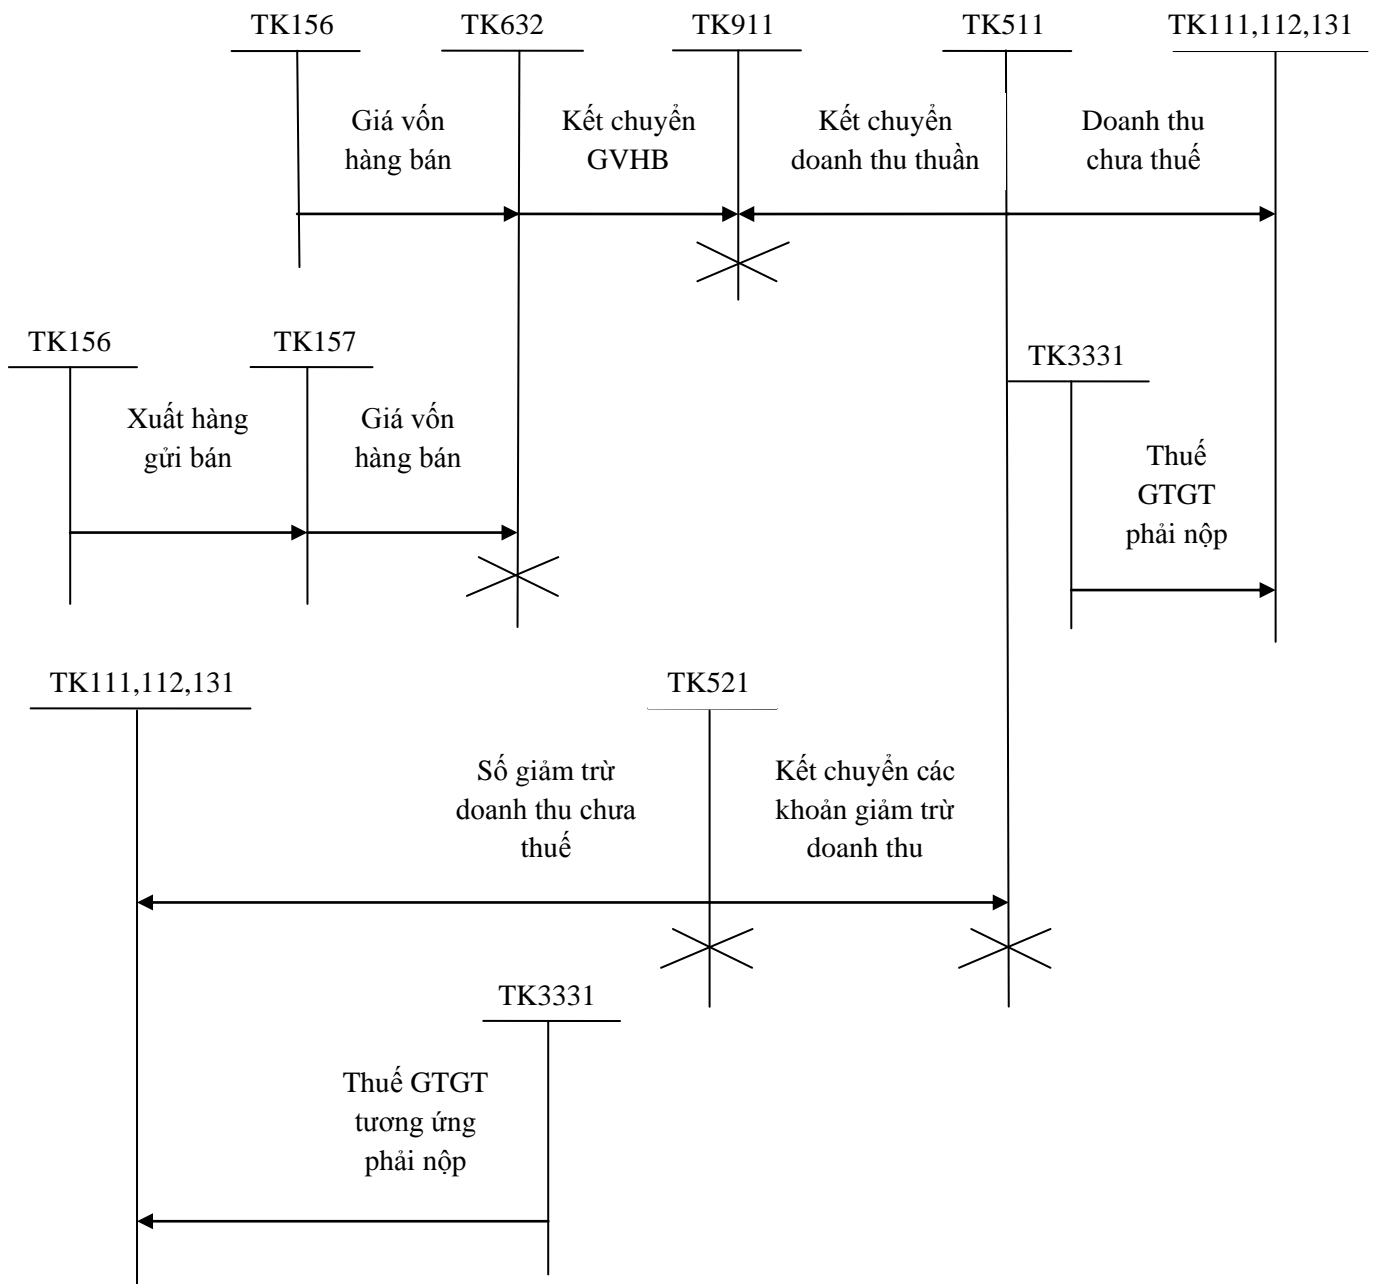 TK156
TK632
TK911
TK511
TK111,112,131
Giá vốn
hàng bán
Kết chuyển
GVHB
Kết chuyển
doanh thu thuần
Doanh thu
chưa thuế
TK156
TK157
TK3331
Xuất hàng
gửi bán
Giá vốn
hàng bán
Thuế
GTGT
phải nộp
TK111,112,131
TK521
Số giảm trừ
doanh thu chưa
thuế
Kết chuyển các
khoản giảm trừ
doanh thu
TK3331
Thuế GTGT
tương ứng
phải nộp